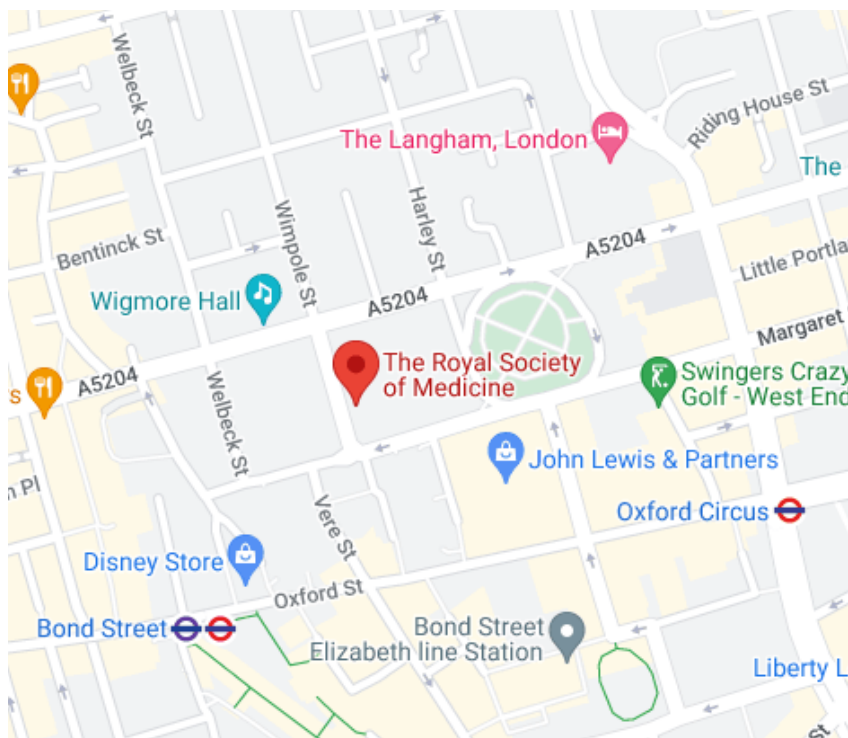 Welbeck St
Riding House St
The Langham, London
The
Harley St
Wimpole St
Bentinck St
A5204
Little Portla
Wigmore Hall
A5204
Margaret
The Royal Society
of Medicine
Swingers Crazy
Golf - West End
A5204
s
Welbeck St
John Lewis & Partners
n Pl
Oxford Circus
Vere St
Disney Store
Oxford St
Bond Street
Bond Street
Elizabeth line Station
Liberty L